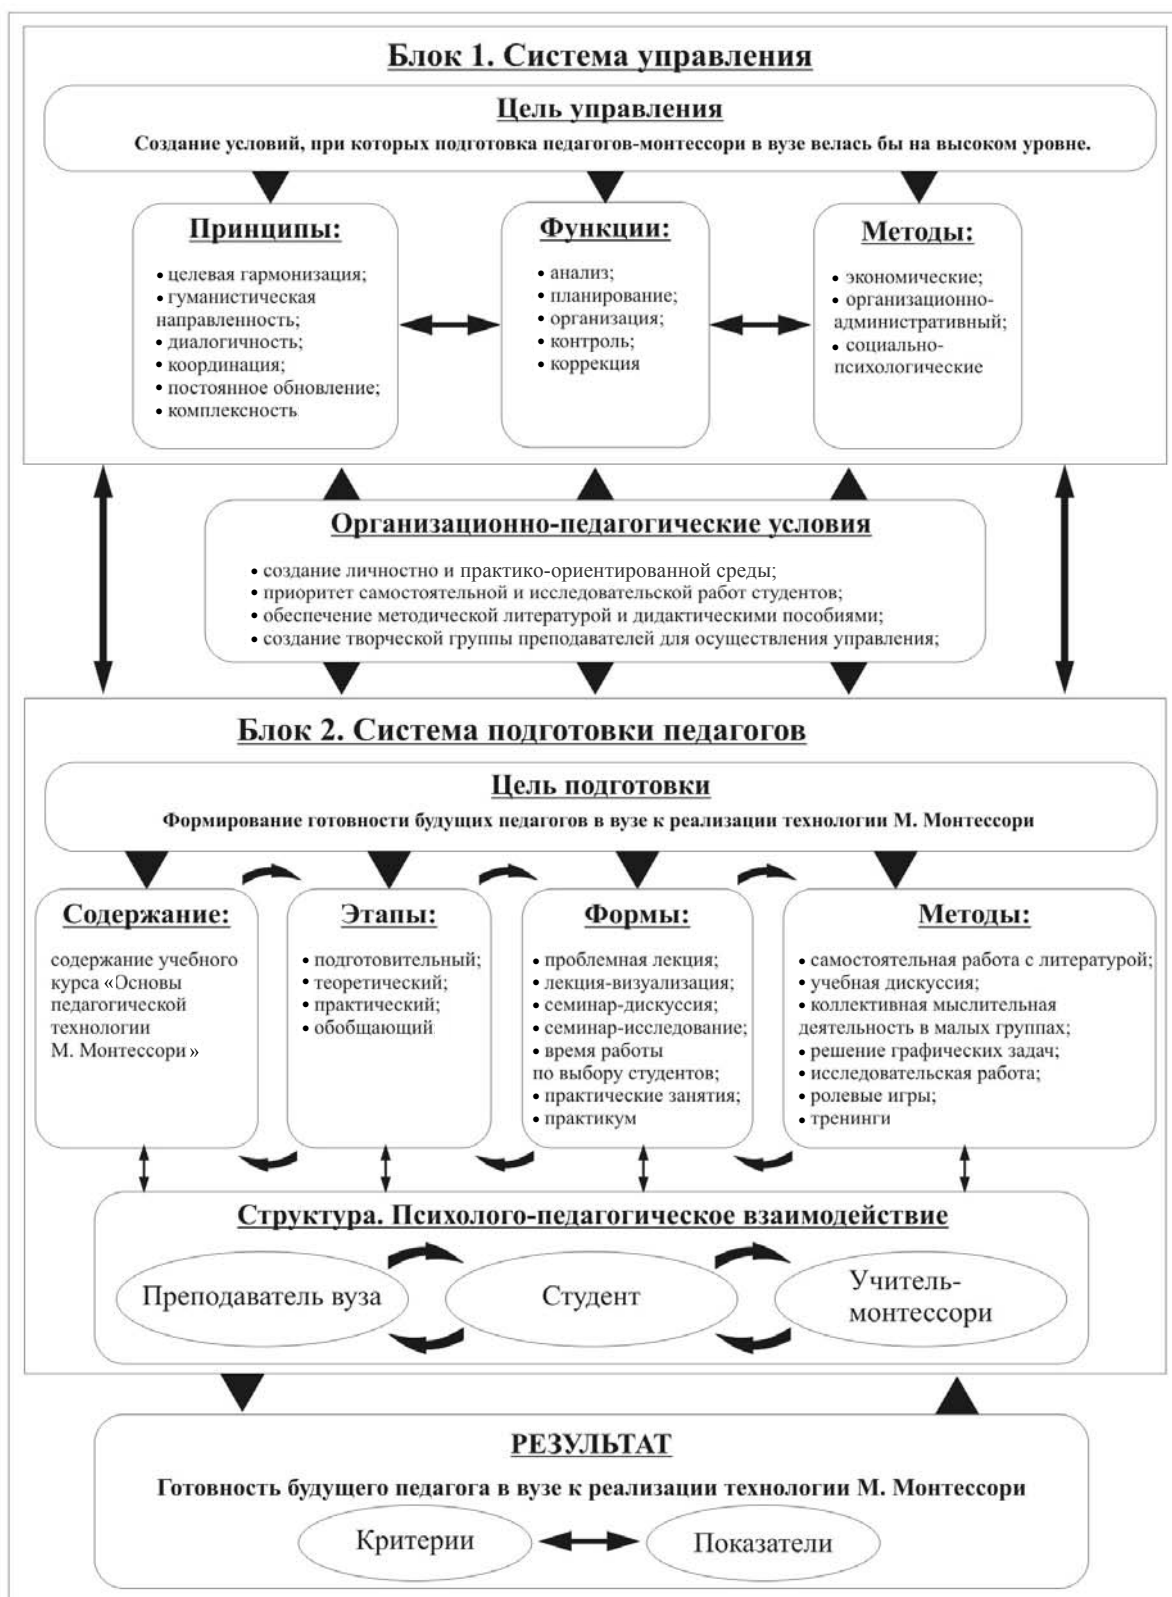 Блок 1. Система управления
Цель управления
Создание условий, при которых подготовка педагогов-монтессори в вузе велась бы на высоком уровне.
Принципы:
• целевая гармонизация;
• гуманистическая
направленность;
• диалогичность;
• координация;
• постоянное обновление;
• комплексность
Функции:
• анализ;
• планирование;
• организация;
• контроль;
• коррекция
Методы:
• экономические;
• организационно-
административный;
• социально-
психологические
Организационно-педагогические условия
• создание личностно и практико-ориентированной среды;
• приоритет самостоятельной и исследовательской работ студентов;
• обеспечение методической литературой и дидактическими пособиями;
• создание творческой группы преподавателей для осуществления управления;
Блок 2. Система подготовки педагогов
Цель подготовки
Формирование готовности будущих педагогов в вузе к реализации технологии М. Монтессори
Содержание:
содержание учебного
курса «Основы
педагогической
технологии
М. Монтессори»
Этапы:
• подготовительный;
• теоретический;
• практический;
• обобщающий
Формы:
• проблемная лекция;
• лекция-визуализация;
• семинар-дискуссия;
• семинар-исследование;
• время работы
по выбору студентов;
• практические занятия;
• практикум
Методы:
• самостоятельная работа с литературой;
• учебная дискуссия;
• коллективная мыслительная
деятельность в малых группах;
• решение графических задач;
• исследовательская работа;
• ролевые игры;
• тренинги
Структура. Психолого-педагогическое взаимодействие
Преподаватель вуза
Студент
Учитель-
монтессори
РЕЗУЛЬТАТ
Готовность будущего педагога в вузе к реализации технологии М. Монтессори
Критерии
Показатели